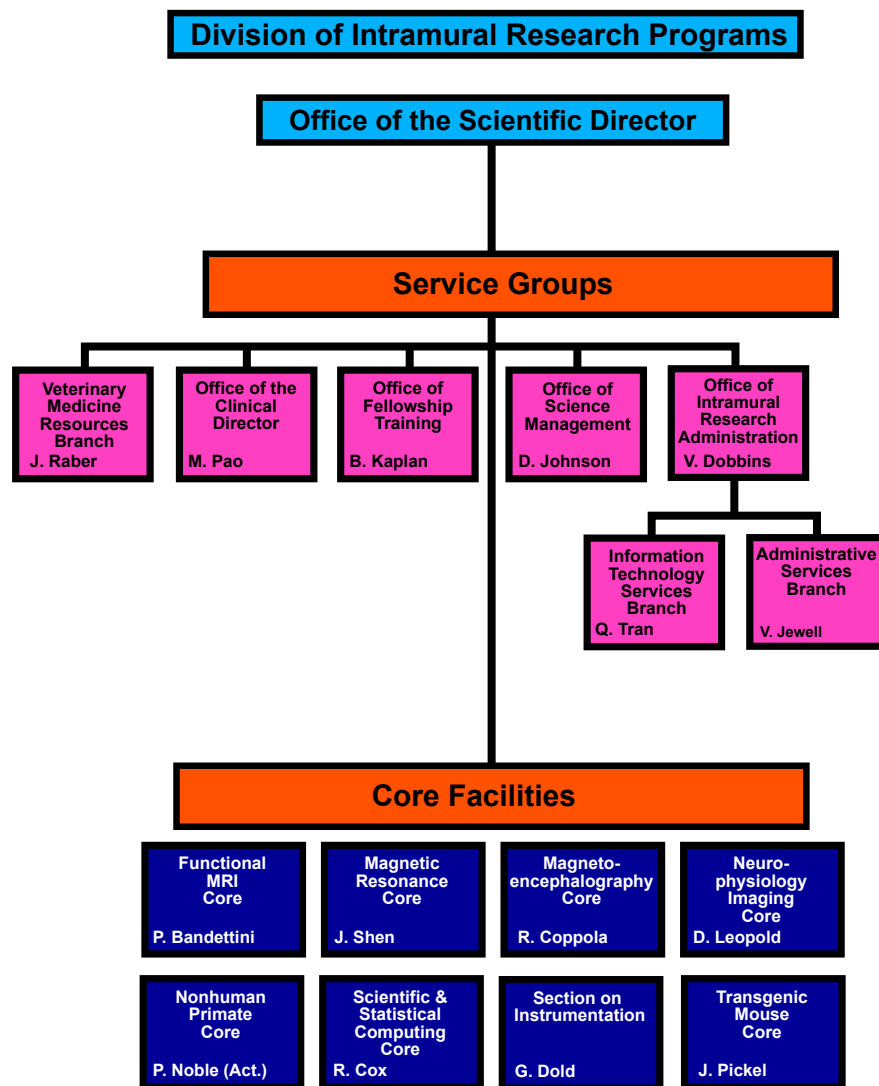 Division of Intramural Research Programs
Office of the Scientific Director
Service Groups
Veterinary
Medicine
Resources
Branch
J. Raber
Office of the
Clinical
Director
M. Pao
Office of
Fellowship
Training
B. Kaplan
Office of
Science
Management
D. Johnson
Office of
Intramural
Research
Administration
V. Dobbins
Information
Technology
Services
Branch
Q. Tran
Administrative
Services
Branch
V. Jewell
Core Facilities
Functional
MRI
Core
P. Bandettini
Magnetic
Resonance
Core
J. Shen
Magneto-
encephalography
Core
R. Coppola
Neuro-
physiology
Imaging
Core
D. Leopold
Nonhuman
Primate
Core
P. Noble (Act.)
Scientific &
Statistical
Computing
Core
R. Cox
Section on
Instrumentation
G. Dold
Transgenic
Mouse
Core
J. Pickel